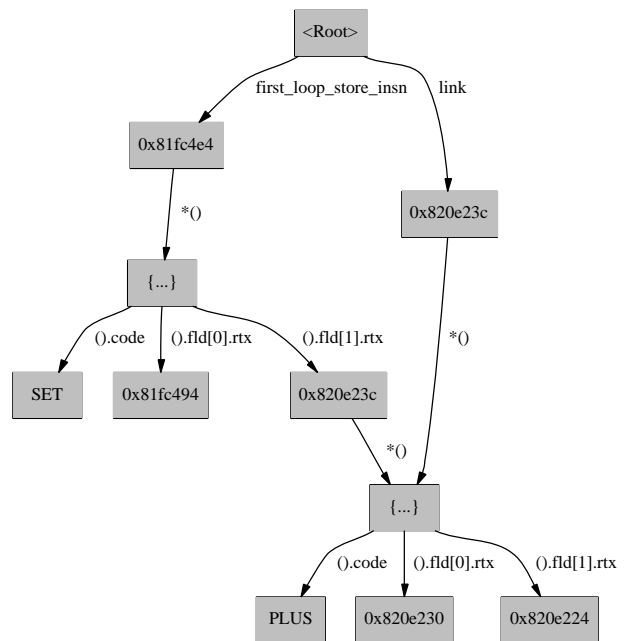 <Root>
first_loop_store_insn
link
0x81fc4e4
*()
0x820e23c
{...}
*()
().code
().fld[0].rtx
().fld[1].rtx
SET
0x81fc494
0x820e23c
*()
{...}
().code
().fld[0].rtx
().fld[1].rtx
PLUS
0x820e230
0x820e224